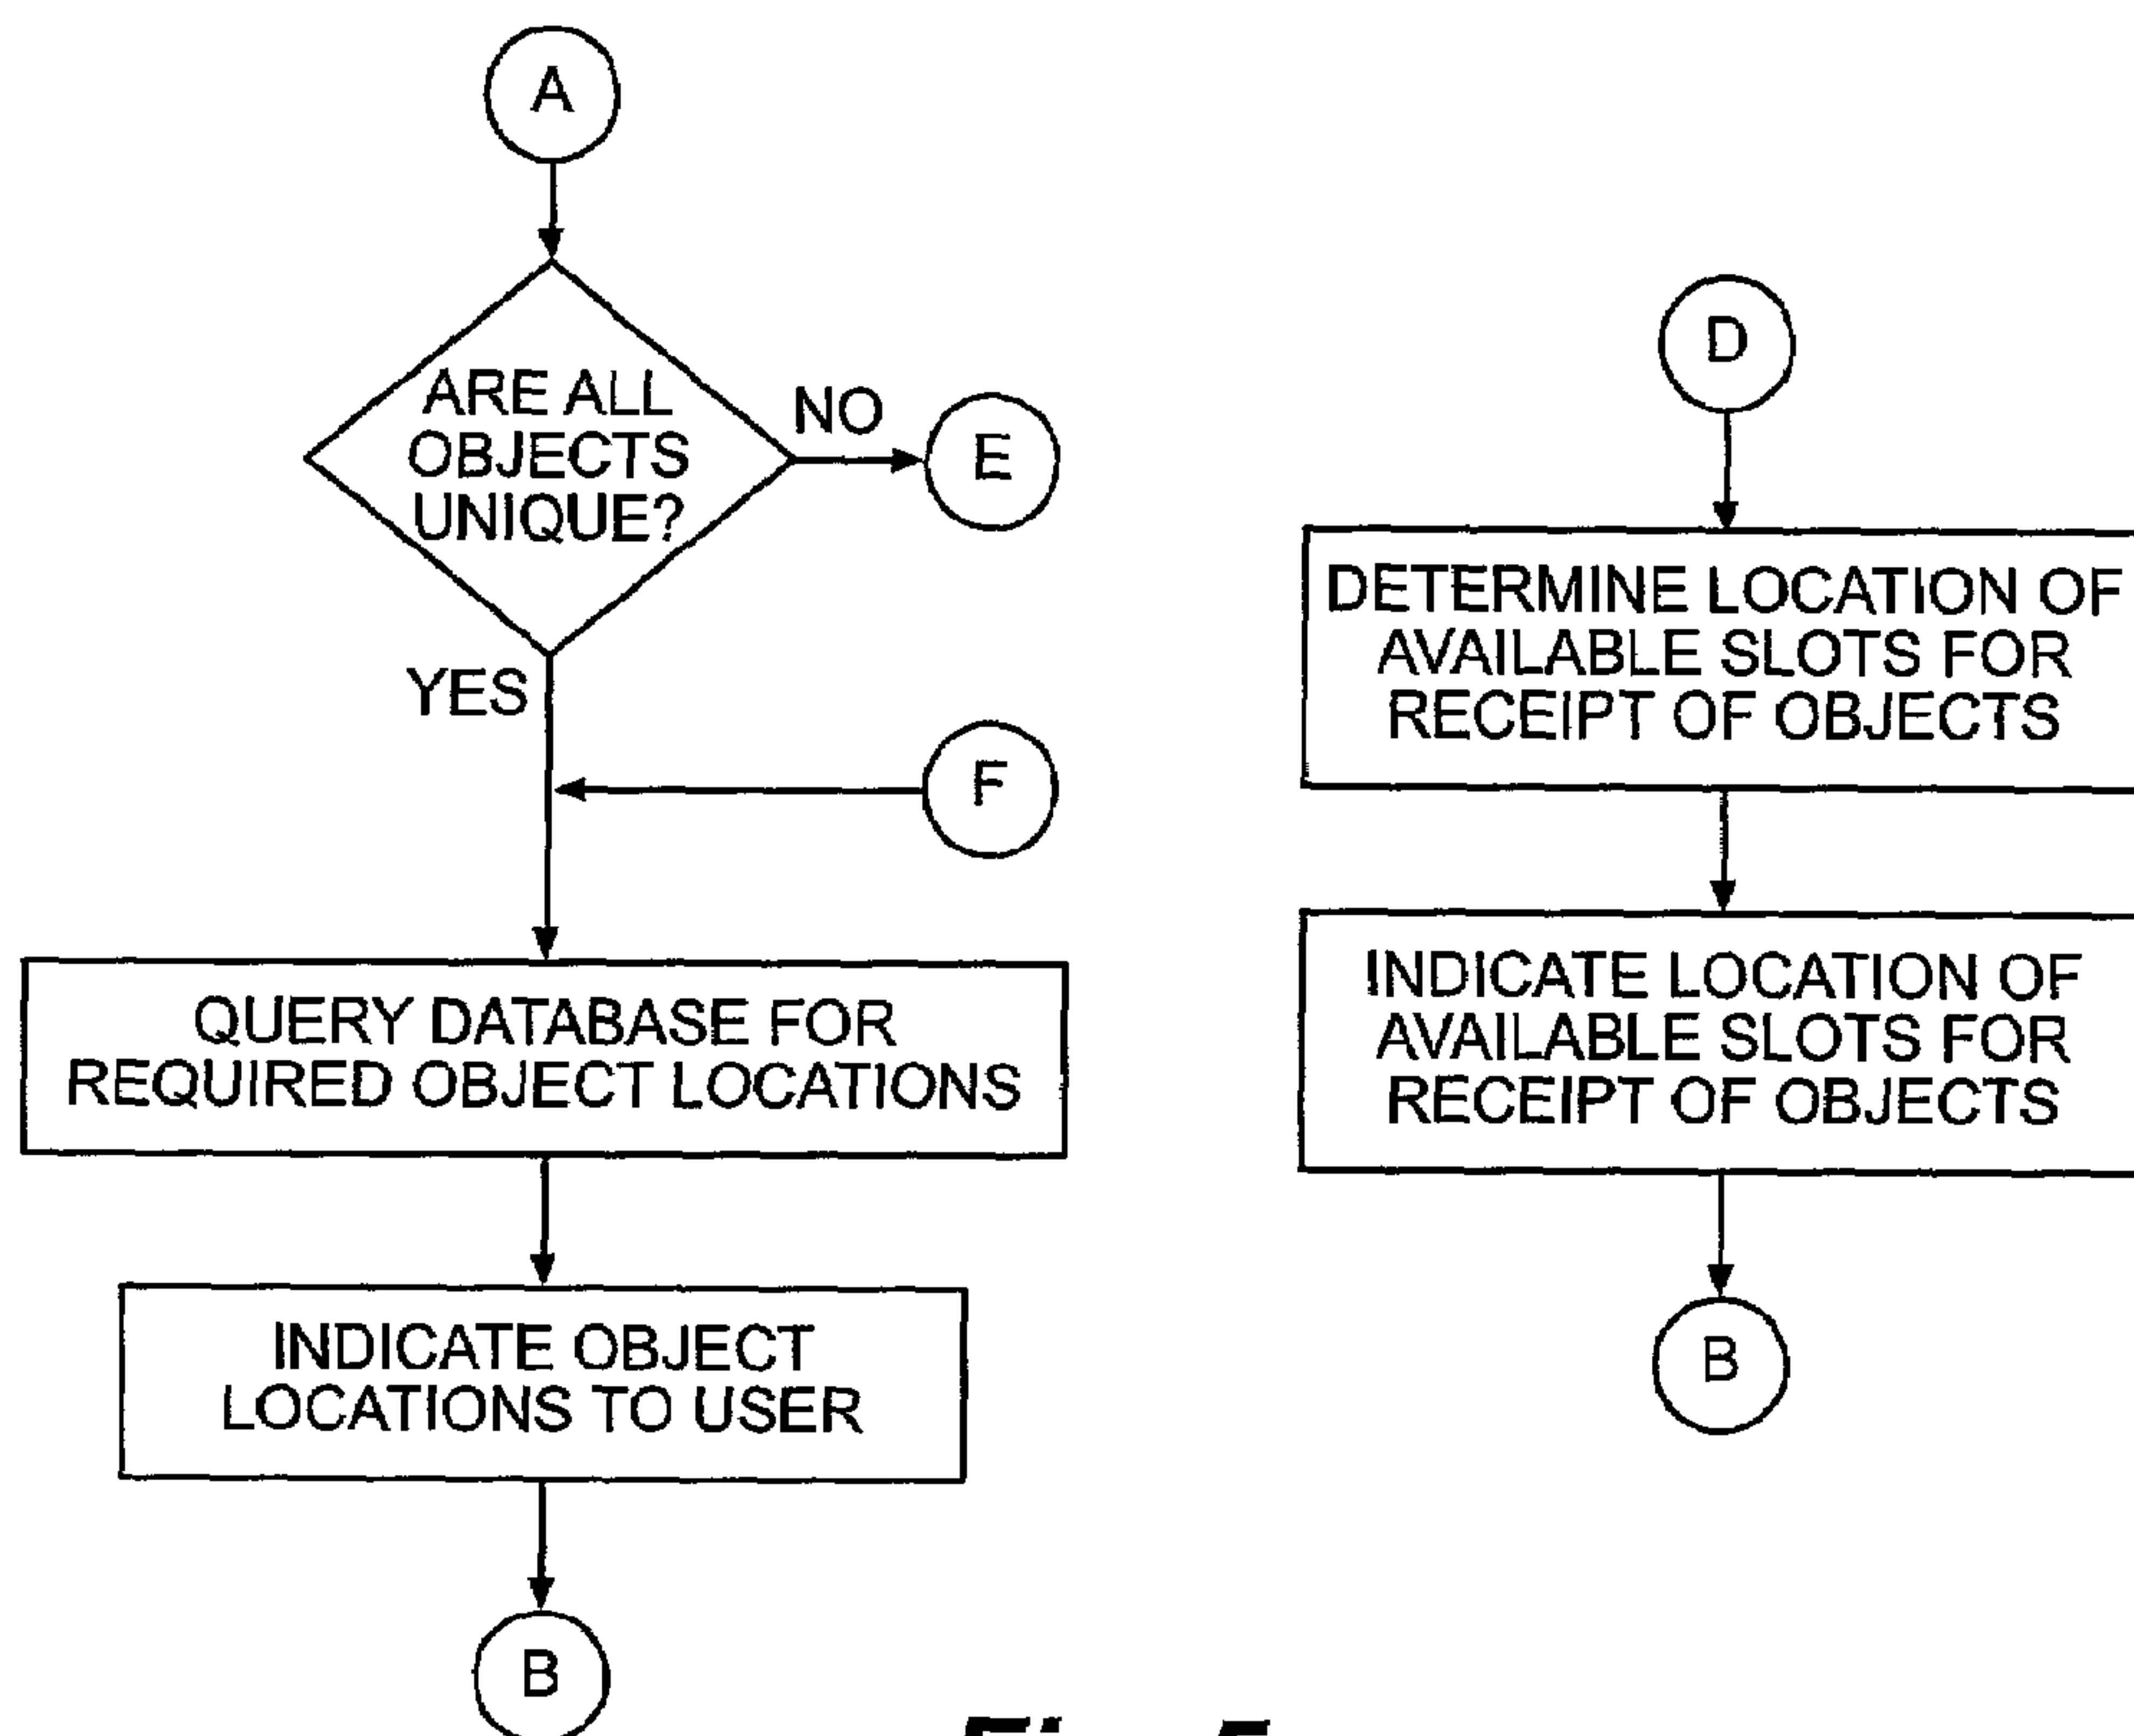 A
ARE ALL
OBJECTS
UNIQUE?
NO
E
YES
F
QUERY DATABASE FOR
REQUIRED OBJECT LOCATIONS
INDICATE OBJECT
LOCATIONS TO USER
B
D
DETERMINE LOCATION OF
AVAILABLE SLOTS FOR
RECEIPT OF OBJECTS
INDICATE LOCATION OF
AVAILABLE SLOTS FOR
RECEIPT OF OBJECTS
B